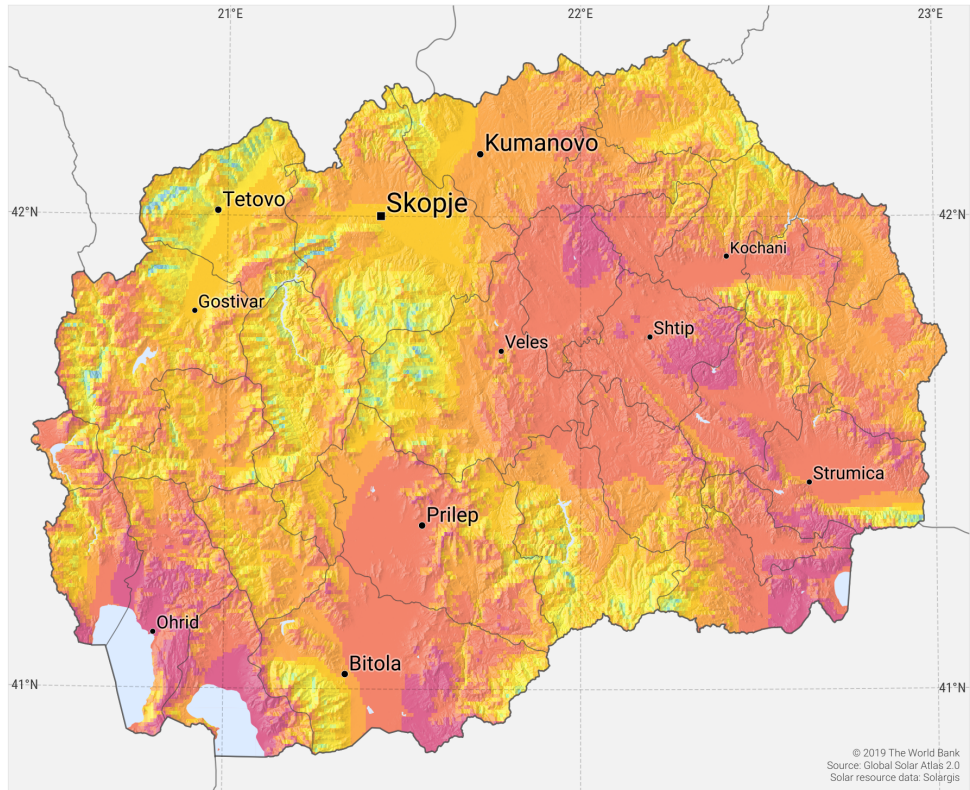 21°E
22°E
23°E
Kumanovo
Tetovo
Skopje
42°N
42°N
Kochani
Gostivar
Shtip
Veles
Strumica
Prilep
Ohrid
Bitola
41°N
41°N
© 2019 The World Bank
Source: Global Solar Atlas 2.0
Solar resource data: Solargis